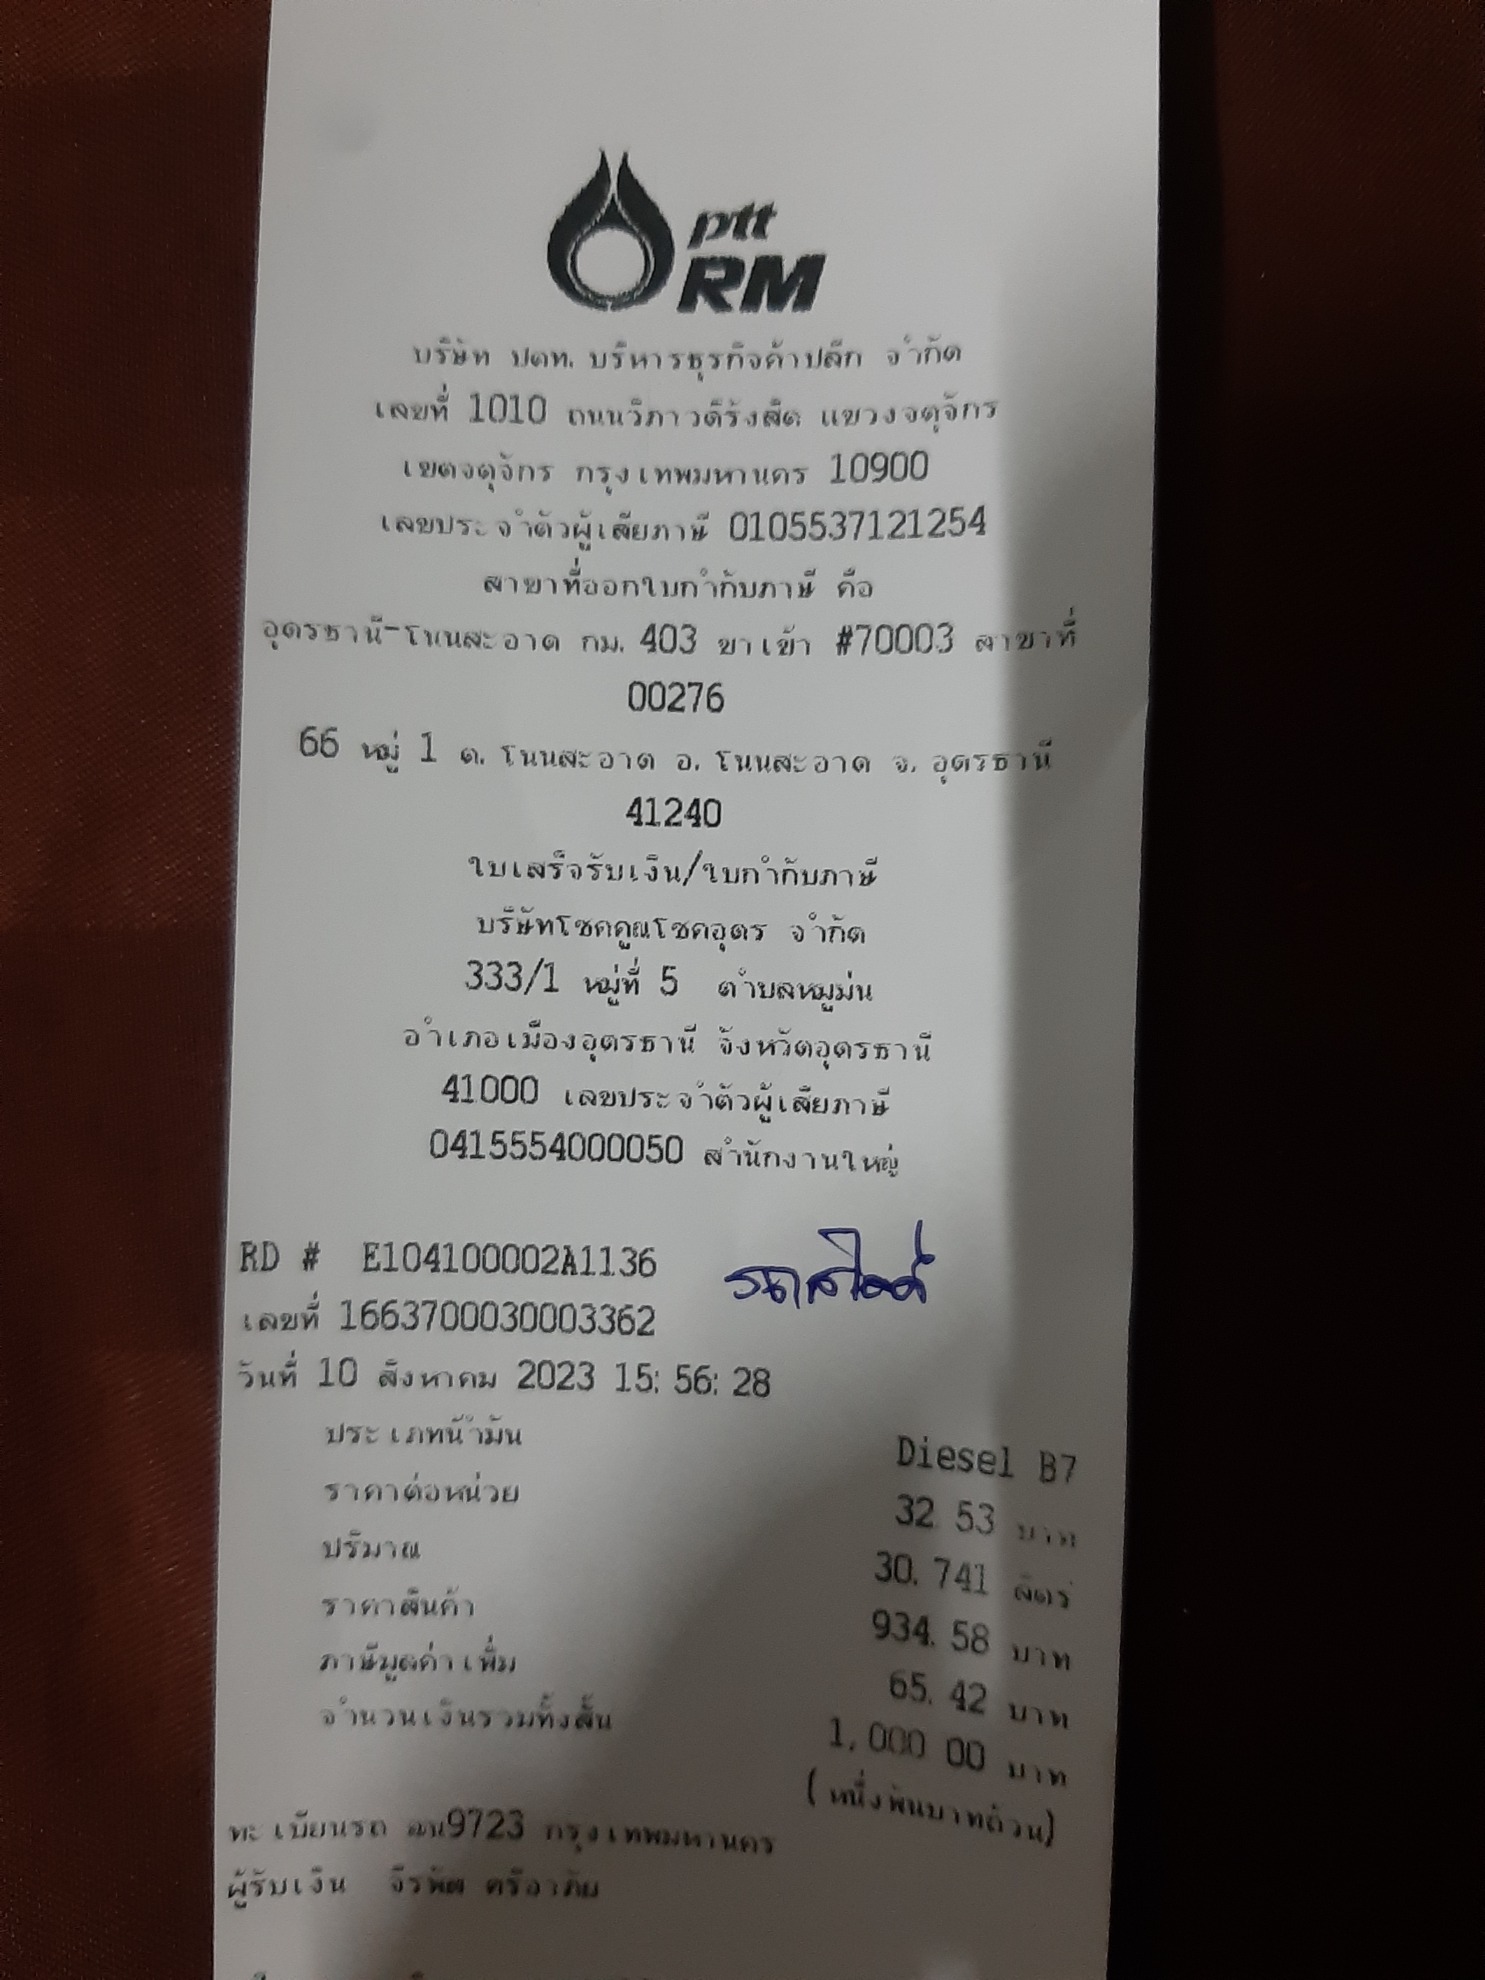 ptt
RM
บริษัท ปตท. บริหารธุรกิจค้าปลีก จำกัด
เลขที่ 1010 ถนนวิภาวดีรังสิต แขวงจตุจักร
เขตจตุจักร กรุงเทพมหานคร 10900
เลขประจำตัวผู้เสียภาษี 0105537121254
สาขาที่ออกใบกำกับภาษี คือ
อุดรธานี-โนนสะอาด กม. 403 ขาเข้า #70003 สาขาที่
00276
66 หมู่ 1 ต. โนนสะอาด อ. โนนสะอาด จ. อุดรธานี
41240
ใบเสร็จรับเงิน/ใบกำกับภาษี
บริษัทโชคคูณโชคอุดร จำกัด
333/1 หมู่ที่ 5 ตำบลหมูม่น
อำเภอเมืองอุดรธานี จังหวัดอุดรธานี
41000 เลขประจำตัวผู้เสียภาษี
0415554000050 สำนักงานใหญ่
RD # E104100002A1136
เลขที่ 1663700030003362
วันที่ 10 สิงหาคม 2023 15:56:28
ประเภทน้ำมัน Diesel B7
ราคาต่อหน่วย 32.53 บาท
ปริมาณ 30.741 ลิตร
ราคาสินค้า 934.58 บาท
ภาษีมูลค่าเพิ่ม 65.42 บาท
จำนวนเงินรวมทั้งสิ้น 1,000.00 บาท
(หนึ่งพันบาทถ้วน)
ทะเบียนรถ 9723 กรุงเทพมหานคร
ผู้รับเงิน จีรพัส ศรีอาภัย